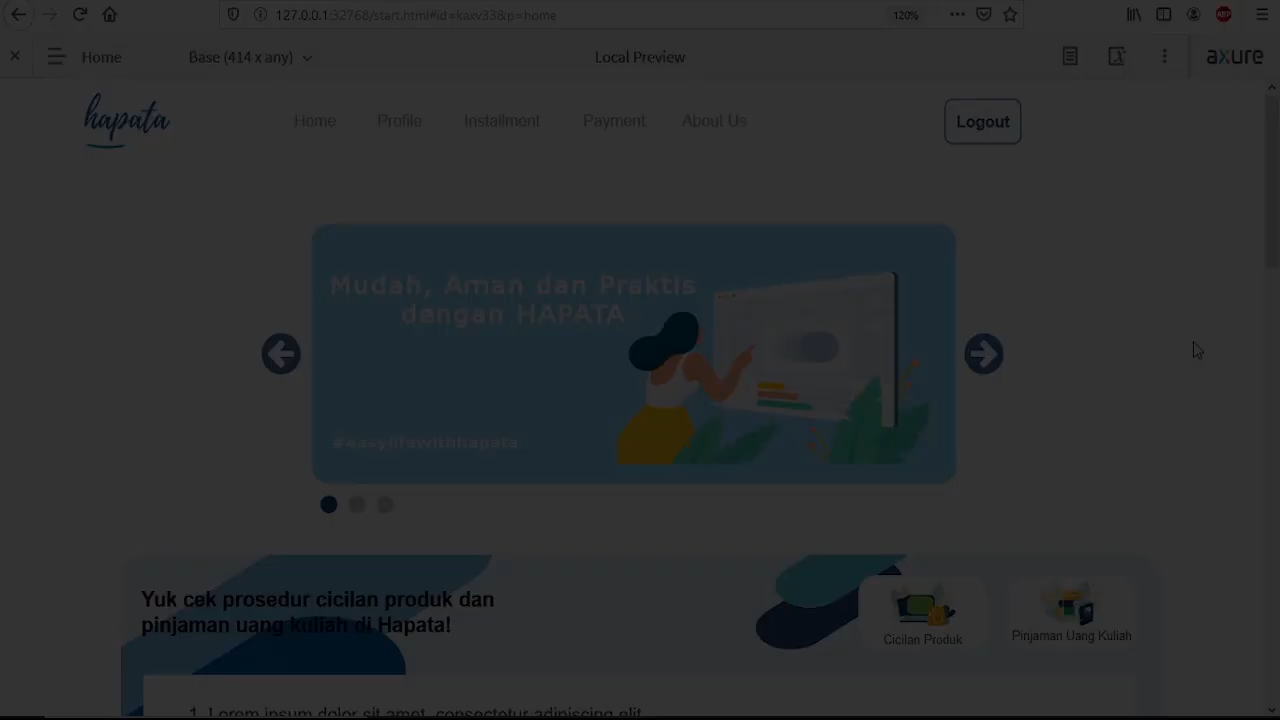 127.0.0.1:32768/start.html#id=kaxv33&p=home
120%
ABP
Home
Base (414 x any)
Local Preview
axure
hapata
Home
Profile
Installment
Payment
About Us
Logout
Mudah, Aman dan Praktis
dengan HAPATA
#easylifewithhapata
Yuk cek prosedur cicilan produk dan
pinjaman uang kuliah di Hapata!
Cicilan Produk
Pinjaman Uang Kuliah
1. Lorem ipsum dolor sit amet, consectetur adipiscing elit.